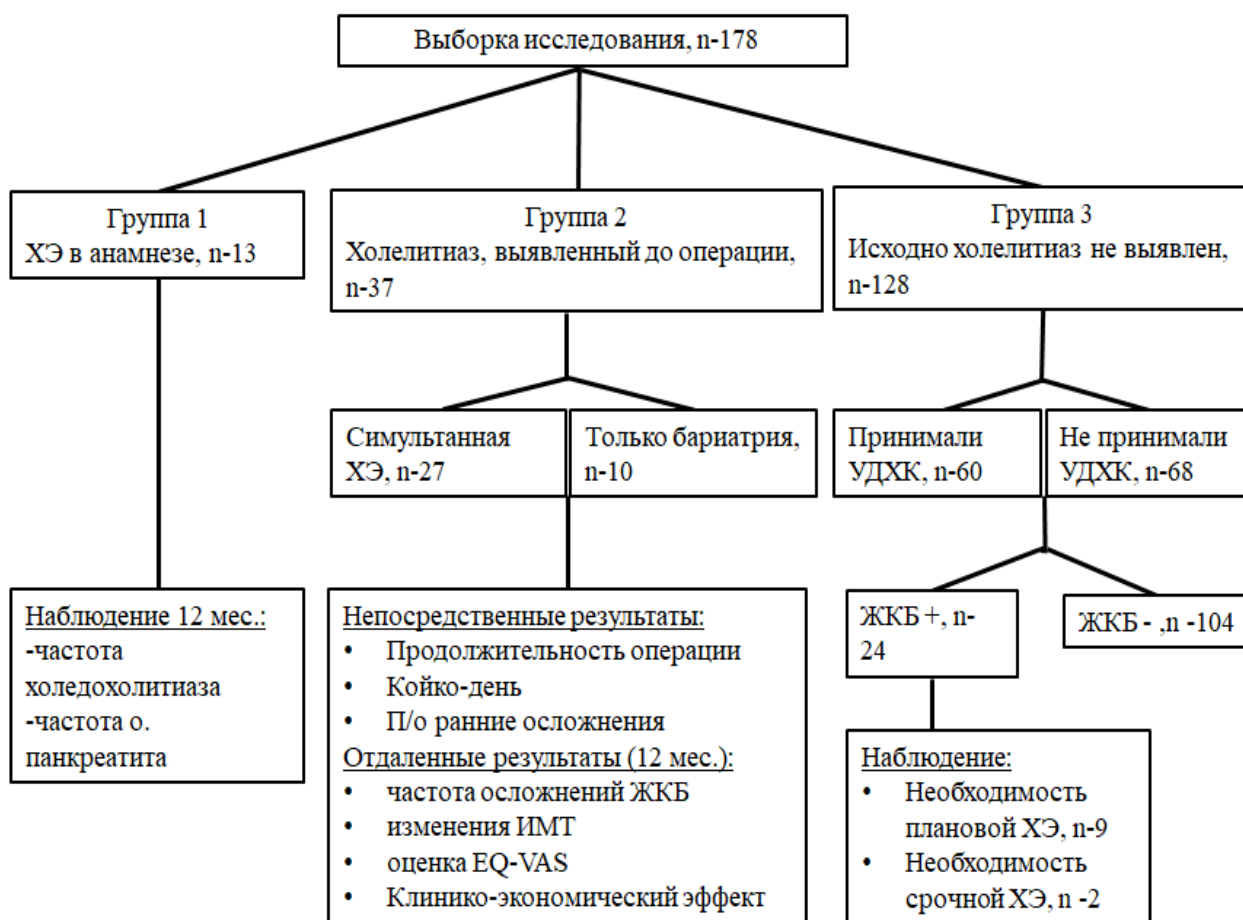 Выборка исследования, n-178
Группа 1
ХЭ в анамнезе, n-13
Группа 2
Холелитиаз, выявленный до операции,
n-37
Группа 3
Исходно холелитиаз не выявлен,
n-128
Симультанная
ХЭ, n-27
Только бариатрия,
n-10
Принимали
УДХК, n-60
Не принимали
УДХК, n-68
Наблюдение 12 мес.:
-частота
холедохолитиаза
-частота о.
панкреатита
Непосредственные результаты:
• Продолжительность операции
• Койко-день
• П/о ранние осложнения
Отдаленные результаты (12 мес.):
• частота осложнений ЖКБ
• изменения ИМТ
• оценка EQ-VAS
• Клинико-экономический эффект
ЖКБ +, n-
24
ЖКБ - ,n -104
Наблюдение:
• Необходимость
плановой ХЭ, n-9
• Необходимость
срочной ХЭ, n -2